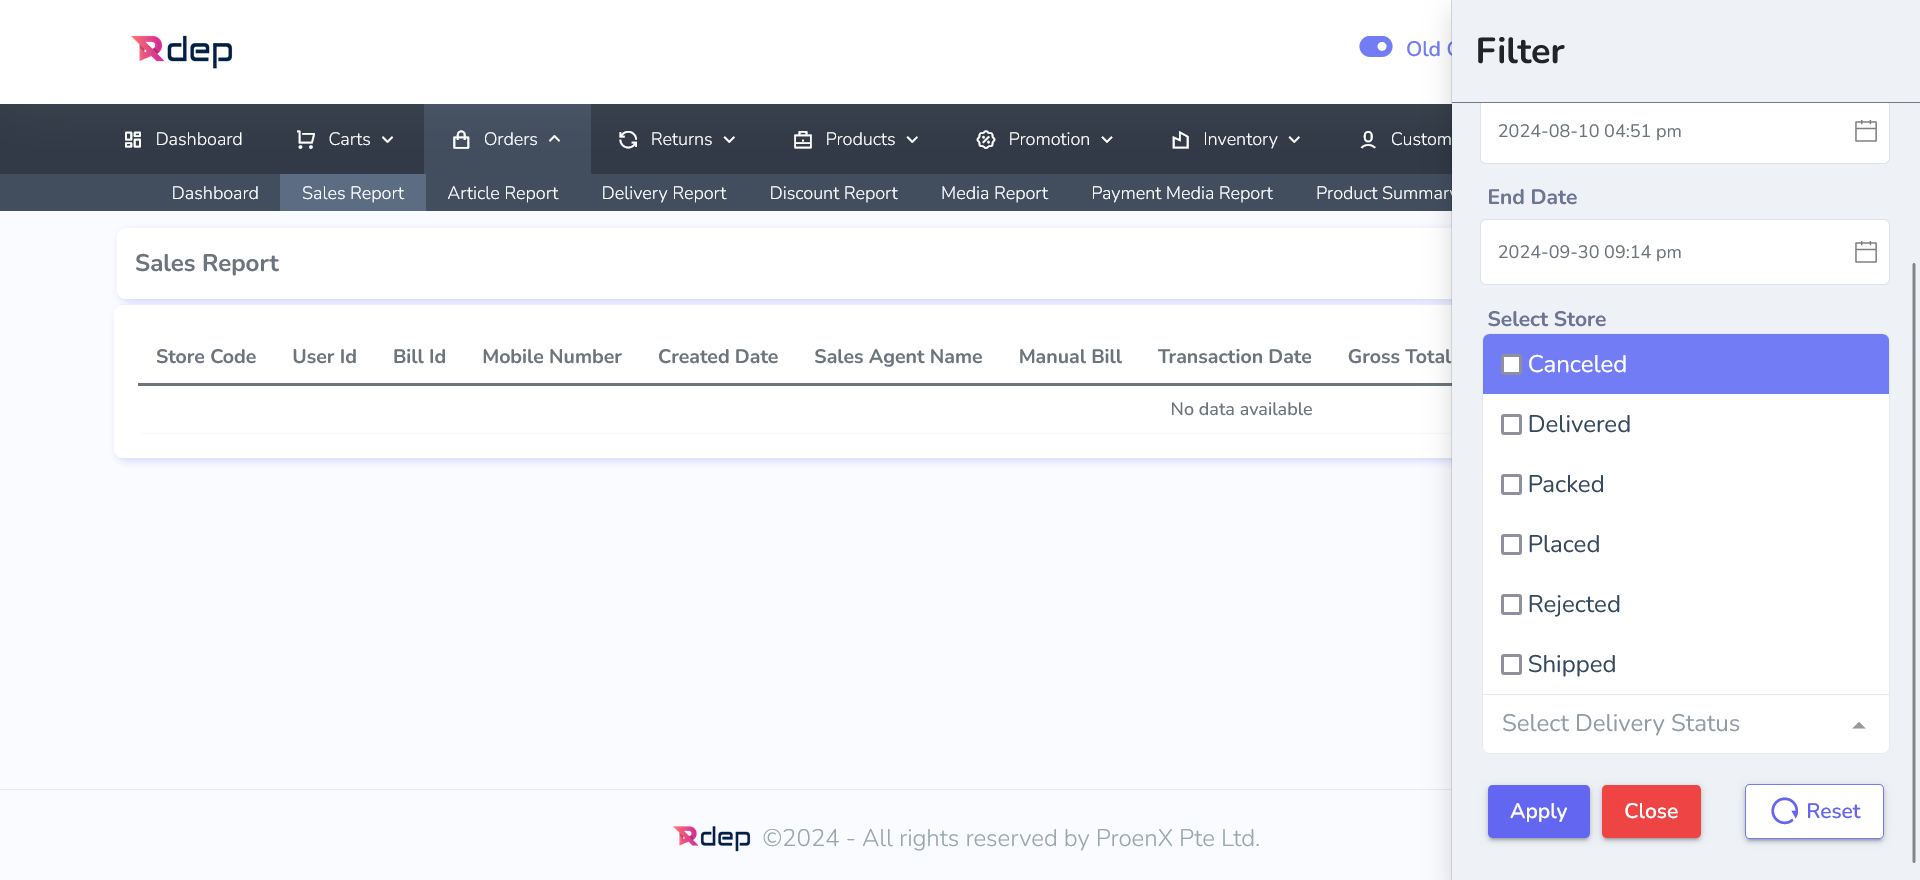 Rdep
Old
Filter
Dashboard Carts Orders Returns Products Promotion Inventory Custom
Dashboard Sales Report Article Report Delivery Report Discount Report Media Report Payment Media Report Product Summary
2024-08-10 04:51 pm
End Date
2024-09-30 09:14 pm
Sales Report
Select Store
Store Code User Id Bill Id Mobile Number Created Date Sales Agent Name Manual Bill Transaction Date Gross Total
No data available
Canceled
Delivered
Packed
Placed
Rejected
Shipped
Select Delivery Status
Apply Close Reset
Rdep ©2024 - All rights reserved by ProenX Pte Ltd.